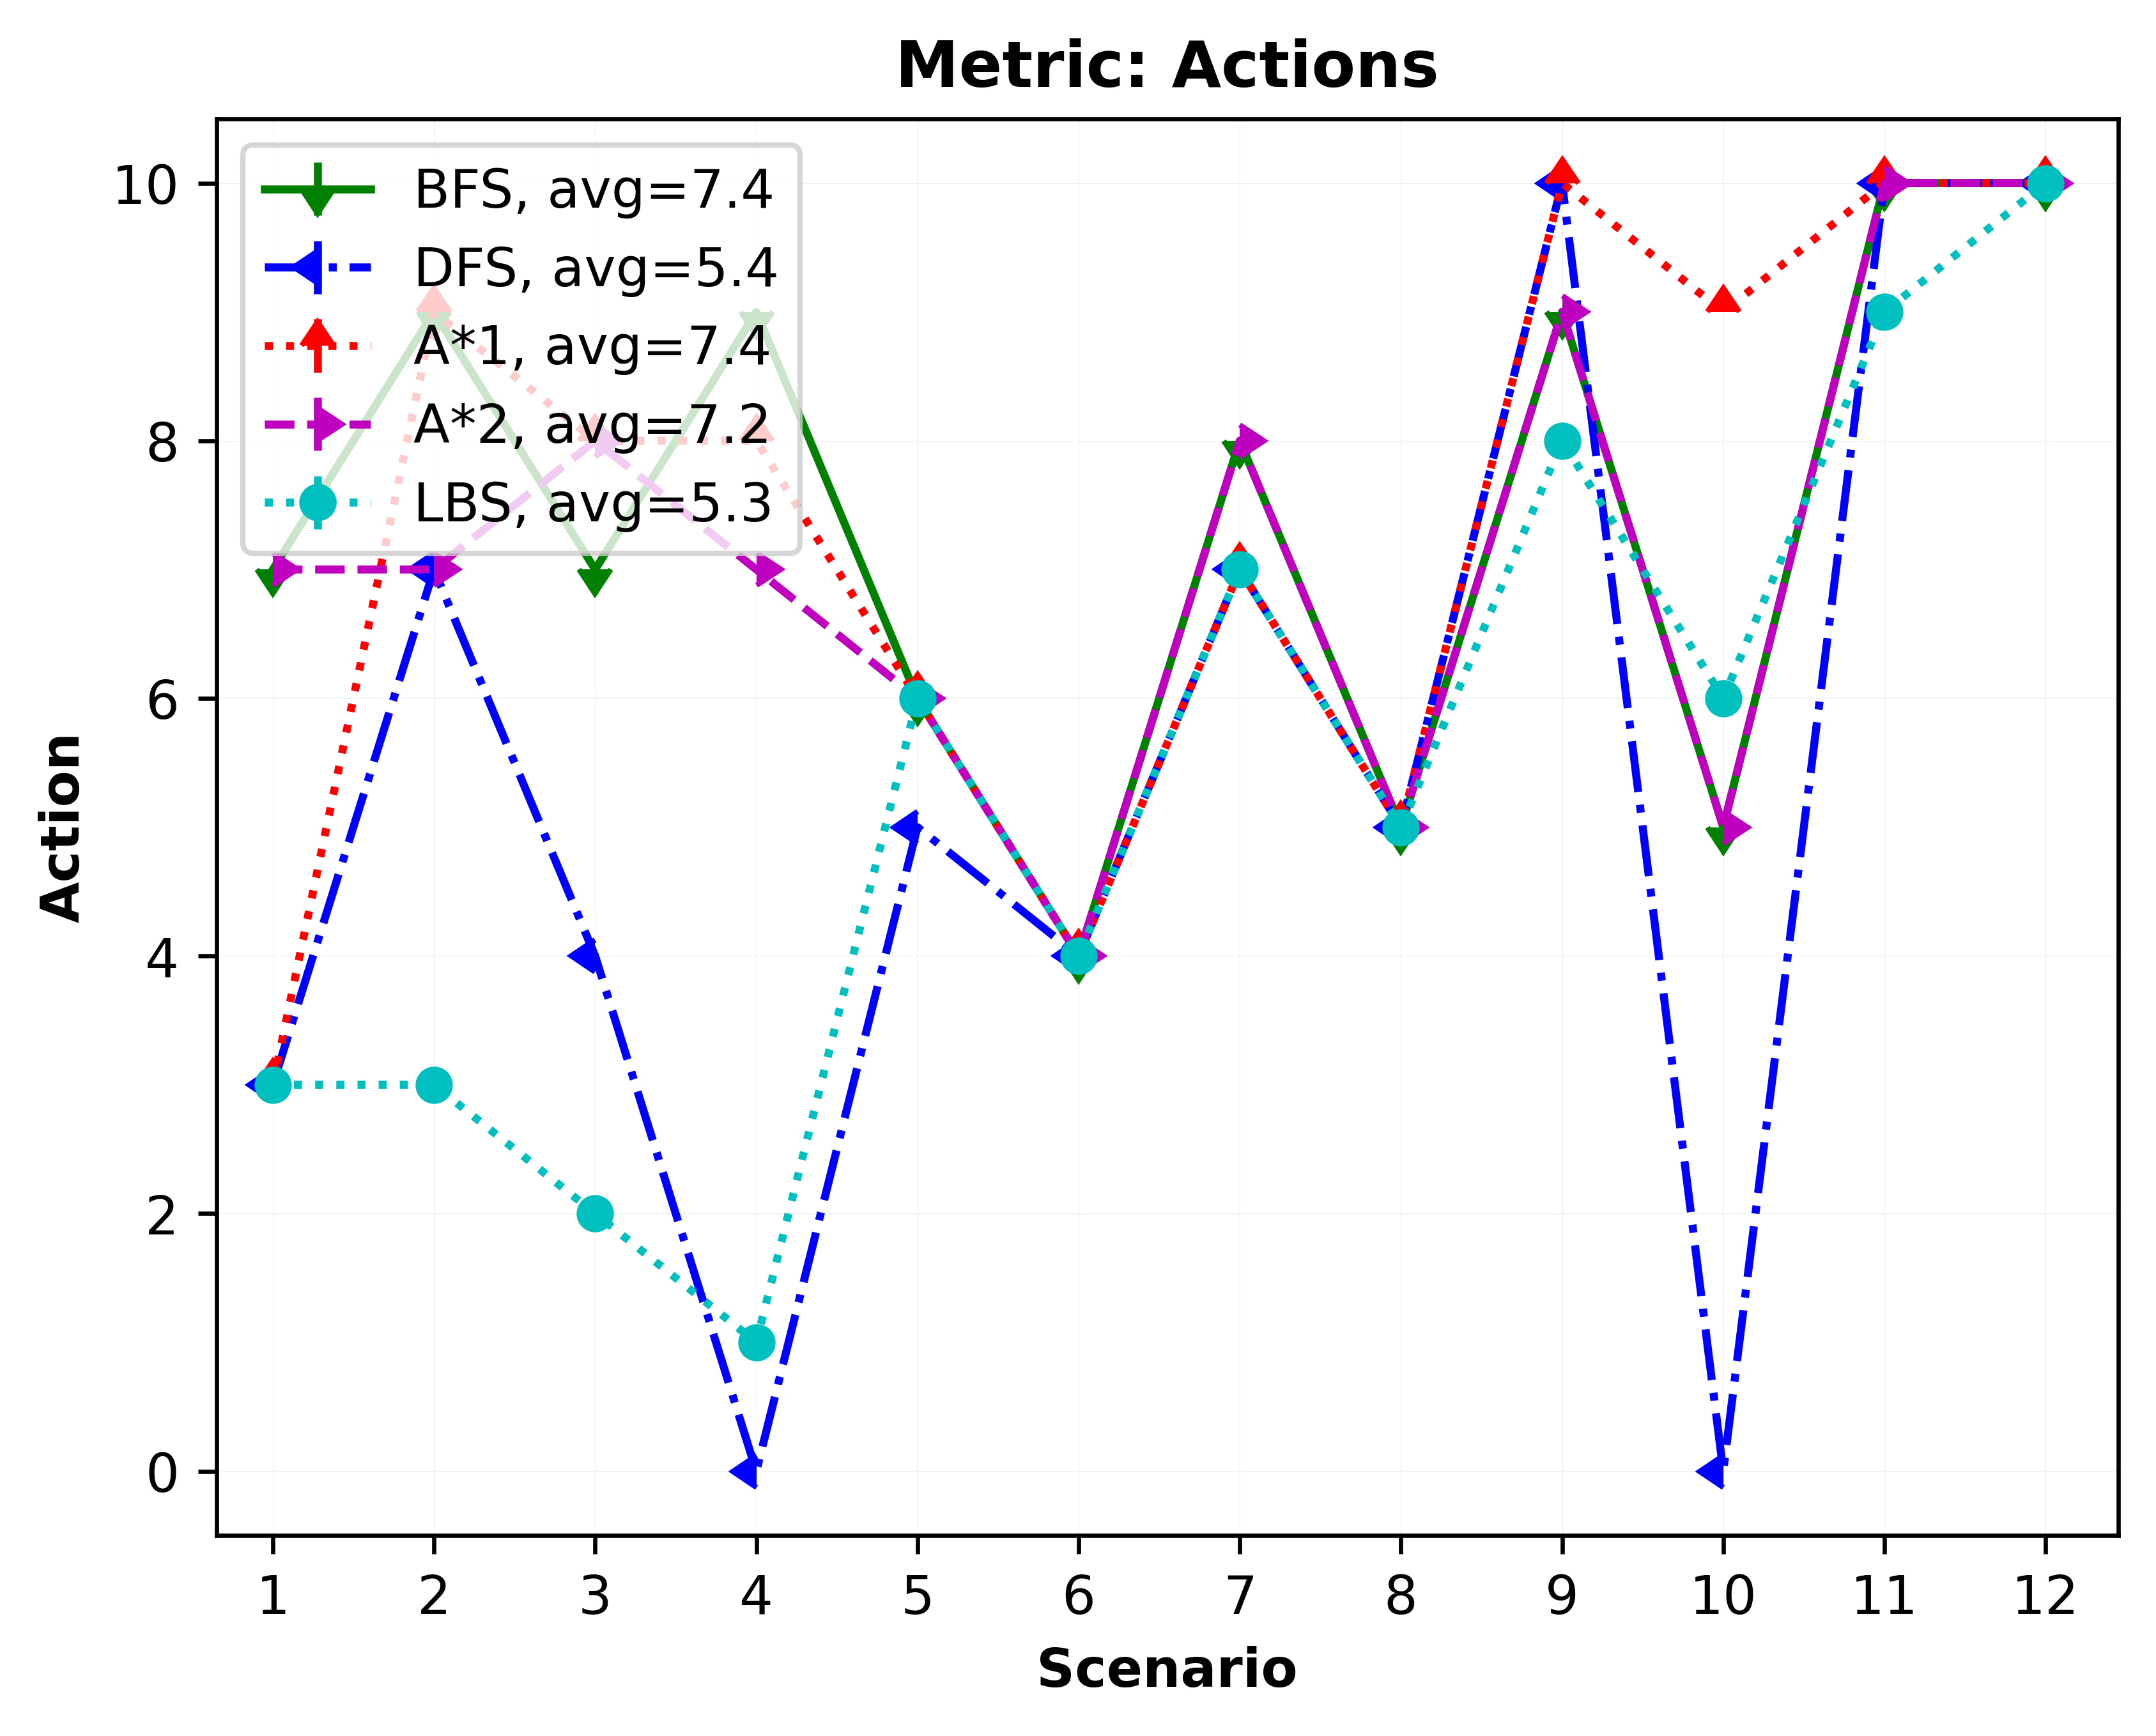 Metric: Actions
BFS, avg=7.4
DFS, avg=5.4
A*1, avg=7.4
A*2, avg=7.2
LBS, avg=5.3
10
8
6
4
2
0
Action
1 2 3 4 5 6 7 8 9 10 11 12
Scenario